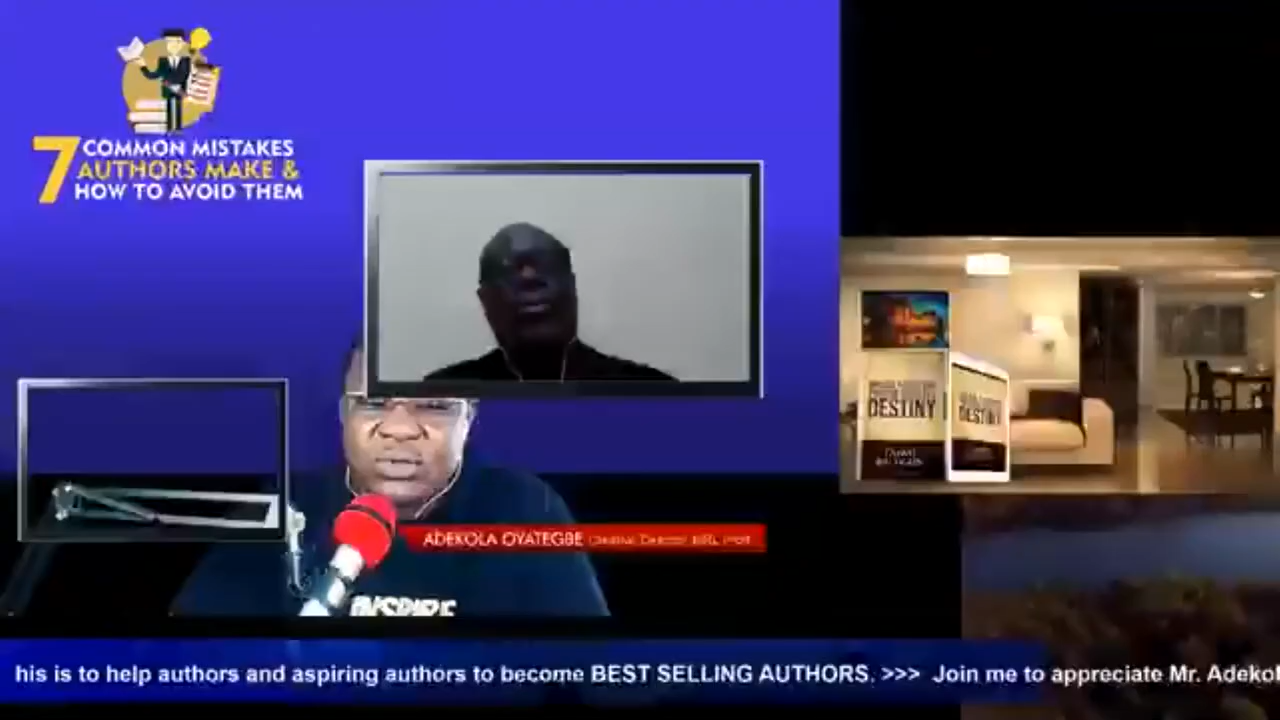 7 COMMON MISTAKES
AUTHORS MAKE &
HOW TO AVOID THEM
DESTINY
DESTINY
ADEKOLA OYATEGBE
INSPIRE
his is to help authors and aspiring authors to become BEST SELLING AUTHORS. >>> Join me to appreciate Mr. Adekol